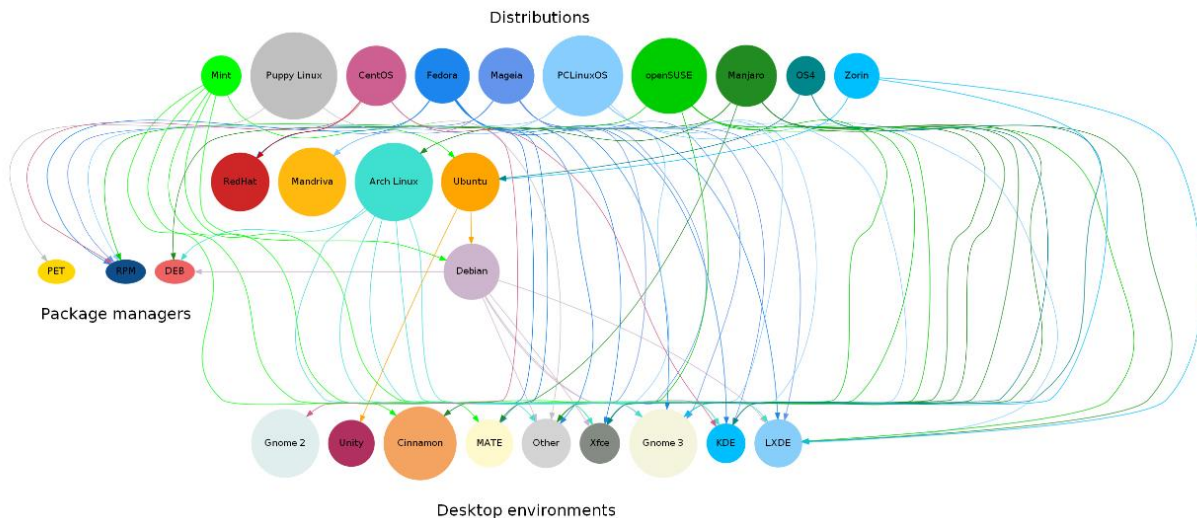 Distributions
Mint
Puppy Linux
CentOS
Fedora
Mageia
PCLinuxOS
openSUSE
Manjaro
OS4
Zorin
RedHat
Mandriva
Arch Linux
Ubuntu
PET
RPM
DEB
Debian
Package managers
Gnome 2
Unity
Cinnamon
MATE
Other
Xfce
Gnome 3
KDE
LXDE
Desktop environments